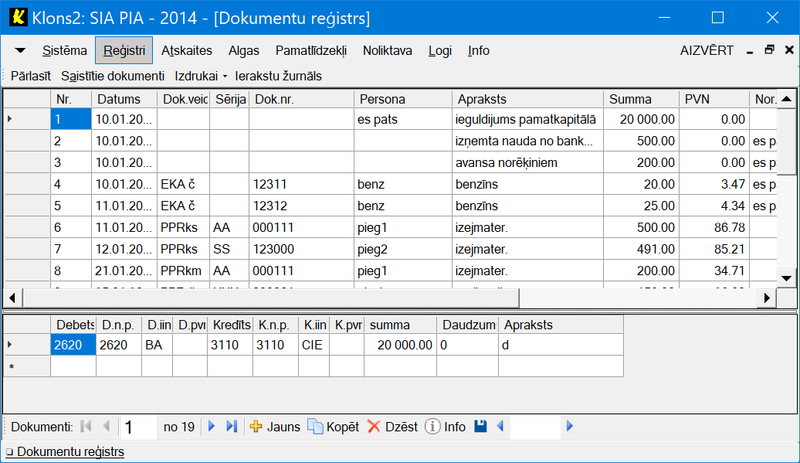 Klons2: SIA PIA - 2014 - [Dokumentu reģistrs]
Sistēma Reģistri Atskaites Algas Pamatlīdzekļi Noliktava Logi Info AIZVĒRT
Pārlasīt Saistītie dokumenti Izdrukai Ierakstu žurnāls
Nr. Datums Dok.veid Sērija Dok.nr. Persona Apraksts Summa PVN Nor.
1 10.01.20... es pats ieguldījums pamatkapitālā 20 000.00 0.00
2 10.01.20... izņemta nauda no bank... 500.00 0.00 es pa
3 10.01.20... avansa norēķiniem 200.00 0.00 es pa
4 10.01.20... EKA č 12311 benz benzīns 20.00 3.47 es pa
5 11.01.20... EKA č 12312 benz benzīns 25.00 4.34 es pa
6 11.01.20... PPRks AA 000111 pieg1 izejmater. 500.00 86.78
7 12.01.20... PPRks SS 123000 pieg2 izejmater. 491.00 85.21
8 21.01.20... PPRkm AA 000111 pieg1 izejmater. 200.00 34.71
Debets D.n.p. D.iin D.pvn Kredīts K.n.p. K.iin K.pvn summa Daudzum Apraksts
2620 2620 BA 3110 3110 CIE 20 000.00 0 d
Dokumenti: 1 no 19 Jauns Kopēt Dzēst Info
Dokumentu reģistrs